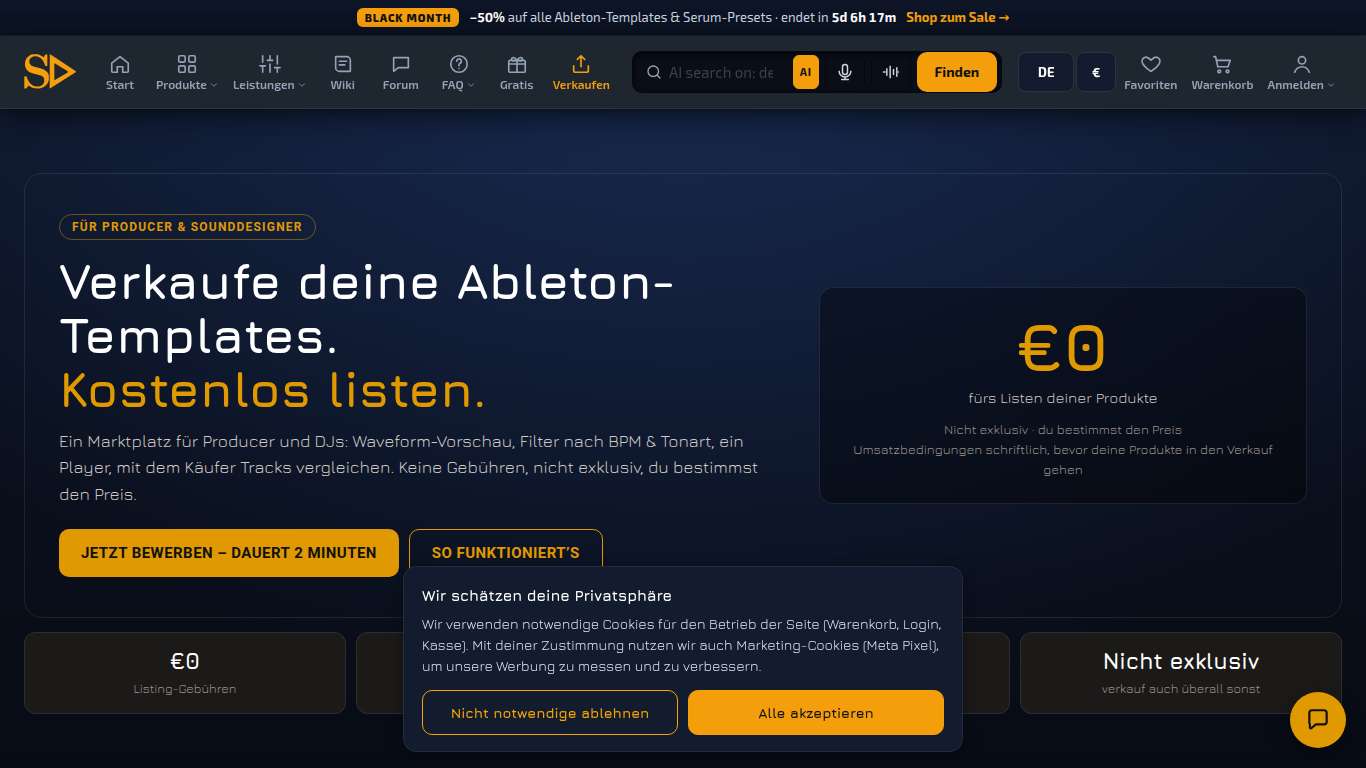 BLACK MONTH −50% auf alle Ableton-Templates & Serum-Presets · endet in 5d 6h 17m Shop zum Sale →
Start
Produkte
Leistungen
Wiki
Forum
FAQ
Gratis
Verkaufen
AI search on: de
AI
Finden
DE
€
Favoriten
Warenkorb
Anmelden
FÜR PRODUCER & SOUNDDESIGNER
Verkaufe deine Ableton-
Templates.
Kostenlos listen.
Ein Marktplatz für Producer und DJs: Waveform-Vorschau, Filter nach BPM & Tonart, ein
Player, mit dem Käufer Tracks vergleichen. Keine Gebühren, nicht exklusiv, du bestimmst
den Preis.
JETZT BEWERBEN – DAUERT 2 MINUTEN
SO FUNKTIONIERT'S
€0
fürs Listen deiner Produkte
Nicht exklusiv · du bestimmst den Preis
Umsatzbedingungen schriftlich, bevor deine Produkte in den Verkauf
gehen
€0
Listing-Gebühren
Nicht exklusiv
verkauf auch überall sonst
Wir schätzen deine Privatsphäre
Wir verwenden notwendige Cookies für den Betrieb der Seite (Warenkorb, Login,
Kasse). Mit deiner Zustimmung nutzen wir auch Marketing-Cookies (Meta Pixel),
um unsere Werbung zu messen und zu verbessern.
Nicht notwendige ablehnen
Alle akzeptieren